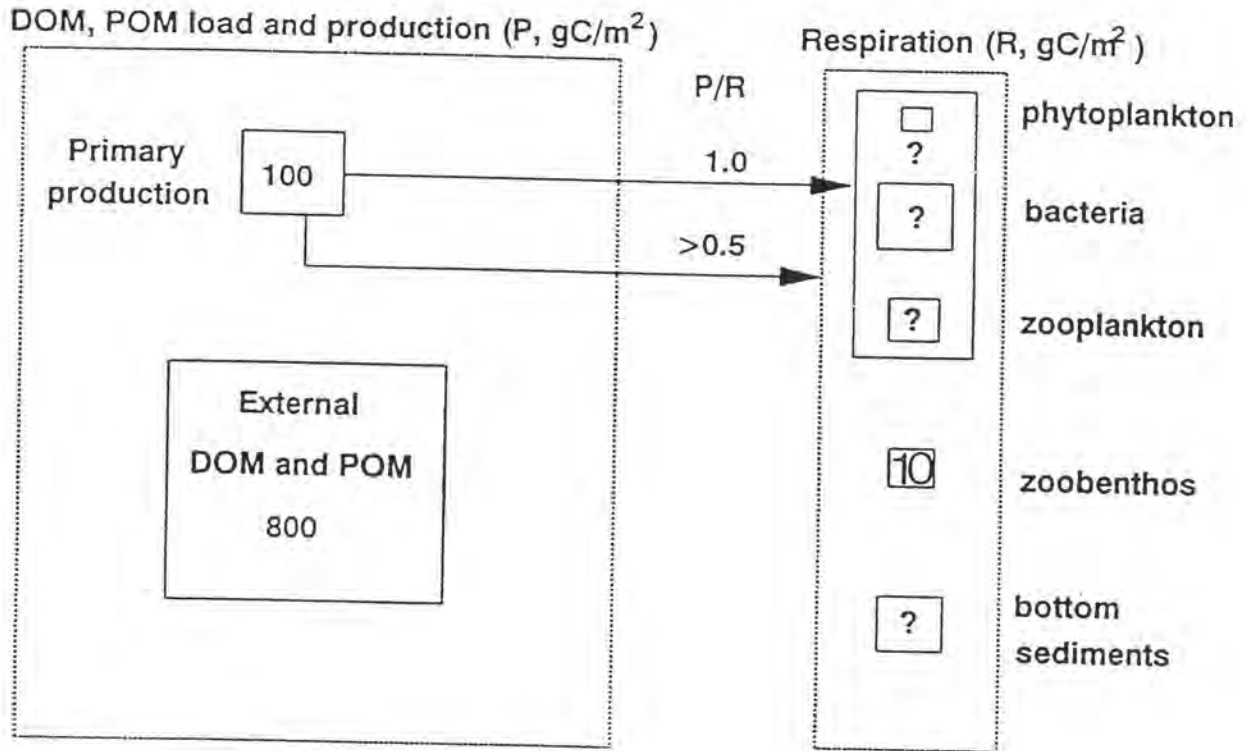 DOM, POM load and production (P, gC/m²)
Respiration (R, gC/m²)
P/R
Primary
production
100
1.0
>0.5
External
DOM and POM
800
phytoplankton
?
?
bacteria
?
zooplankton
10
zoobenthos
?
bottom
sediments